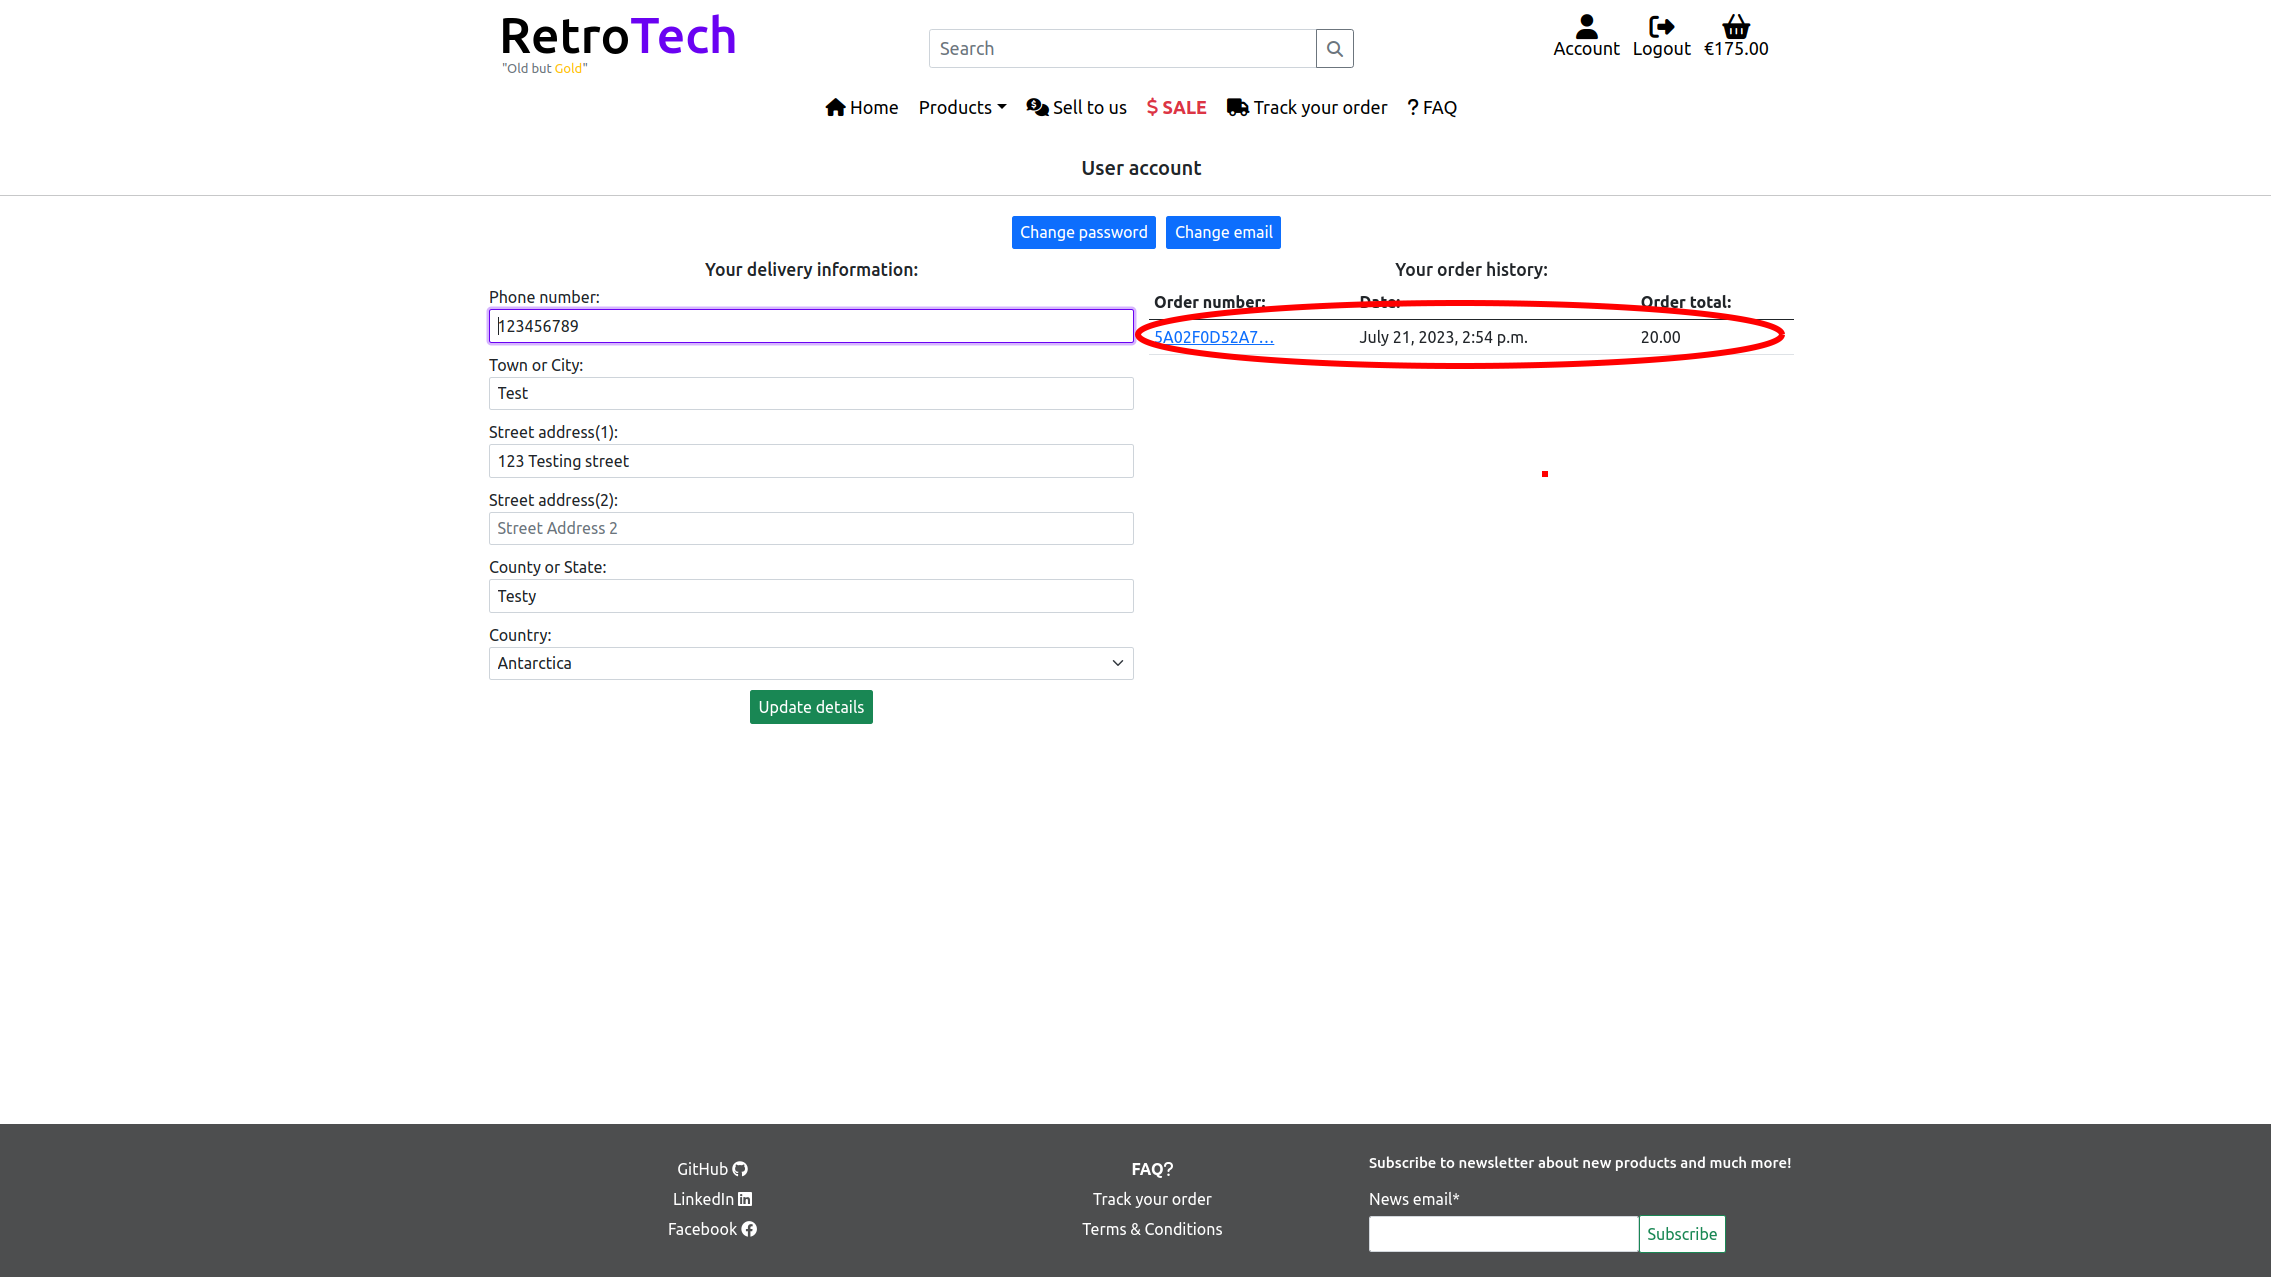 RetroTech
"Old but Gold"
Search
Account Logout €175.00
Home Products Sell to us $ SALE Track your order ? FAQ
User account
Change password Change email
Your delivery information:
Phone number:
123456789
Town or City:
Test
Street address(1):
123 Testing street
Street address(2):
Street Address 2
County or State:
Testy
Country:
Antarctica
Update details
Your order history:
Order number: Date: Order total:
5A02F0D52A7... July 21, 2023, 2:54 p.m. 20.00
GitHub
LinkedIn
Facebook
FAQ?
Track your order
Terms & Conditions
Subscribe to newsletter about new products and much more!
News email*
Subscribe